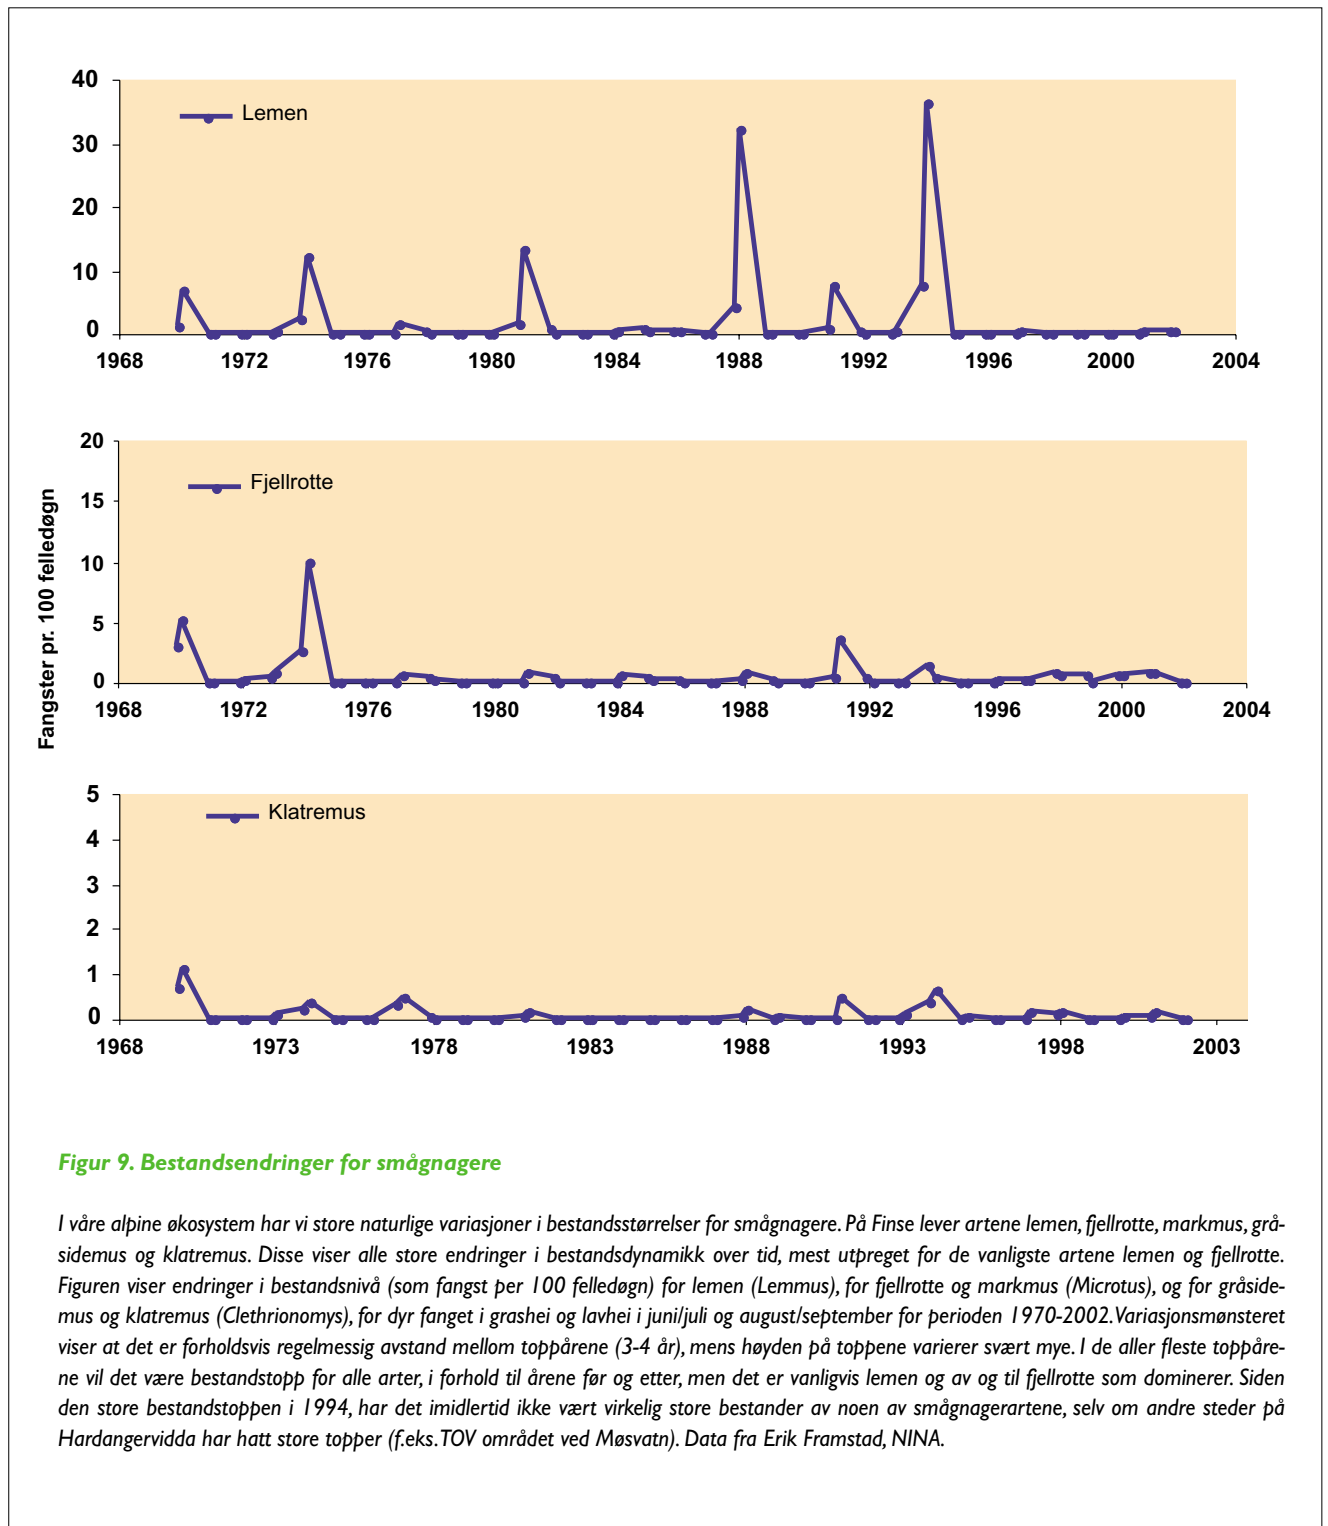 40
30
20
10
0
Lemen
1968 1972 1976 1980 1984 1988 1992 1996 2000 2004
Fangster pr. 100 felledøgn
20
15
10
5
0
Fjellrotte
1968 1972 1976 1980 1984 1988 1992 1996 2000 2004
5
4
3
2
1
0
Klatremus
1968 1973 1978 1983 1988 1993 1998 2003
Figur 9. Bestandsendringer for smågnagere
I våre alpine økosystem har vi store naturlige variasjoner i bestandsstørrelser for smågnagere. På Finse lever artene lemen, fjellrotte, markmus, grå-
sidemus og klatremus. Disse viser alle store endringer i bestandsdynamikk over tid, mest utpreget for de vanligste artene lemen og fjellrotte.
Figuren viser endringer i bestandsnivå (som fangst per 100 felledøgn) for lemen (Lemmus), for fjellrotte og markmus (Microtus), og for gråside-
mus og klatremus (Clethrionomys), for dyr fanget i grashei og lavhei i juni/juli og august/september for perioden 1970-2002. Variasjonsmønsteret
viser at det er forholdsvis regelmessig avstand mellom toppårene (3-4 år), mens høyden på toppene varierer svært mye. I de aller fleste toppåre-
ne vil det være bestandstopp for alle arter, i forhold til årene før og etter, men det er vanligvis lemen og av og til fjellrotte som dominerer. Siden
den store bestandstoppen i 1994, har det imidlertid ikke vært virkelig store bestander av noen av smågnagerartene, selv om andre steder på
Hardangervidda har hatt store topper (f.eks. TOV området ved Møsvatn). Data fra Erik Framstad, NINA.